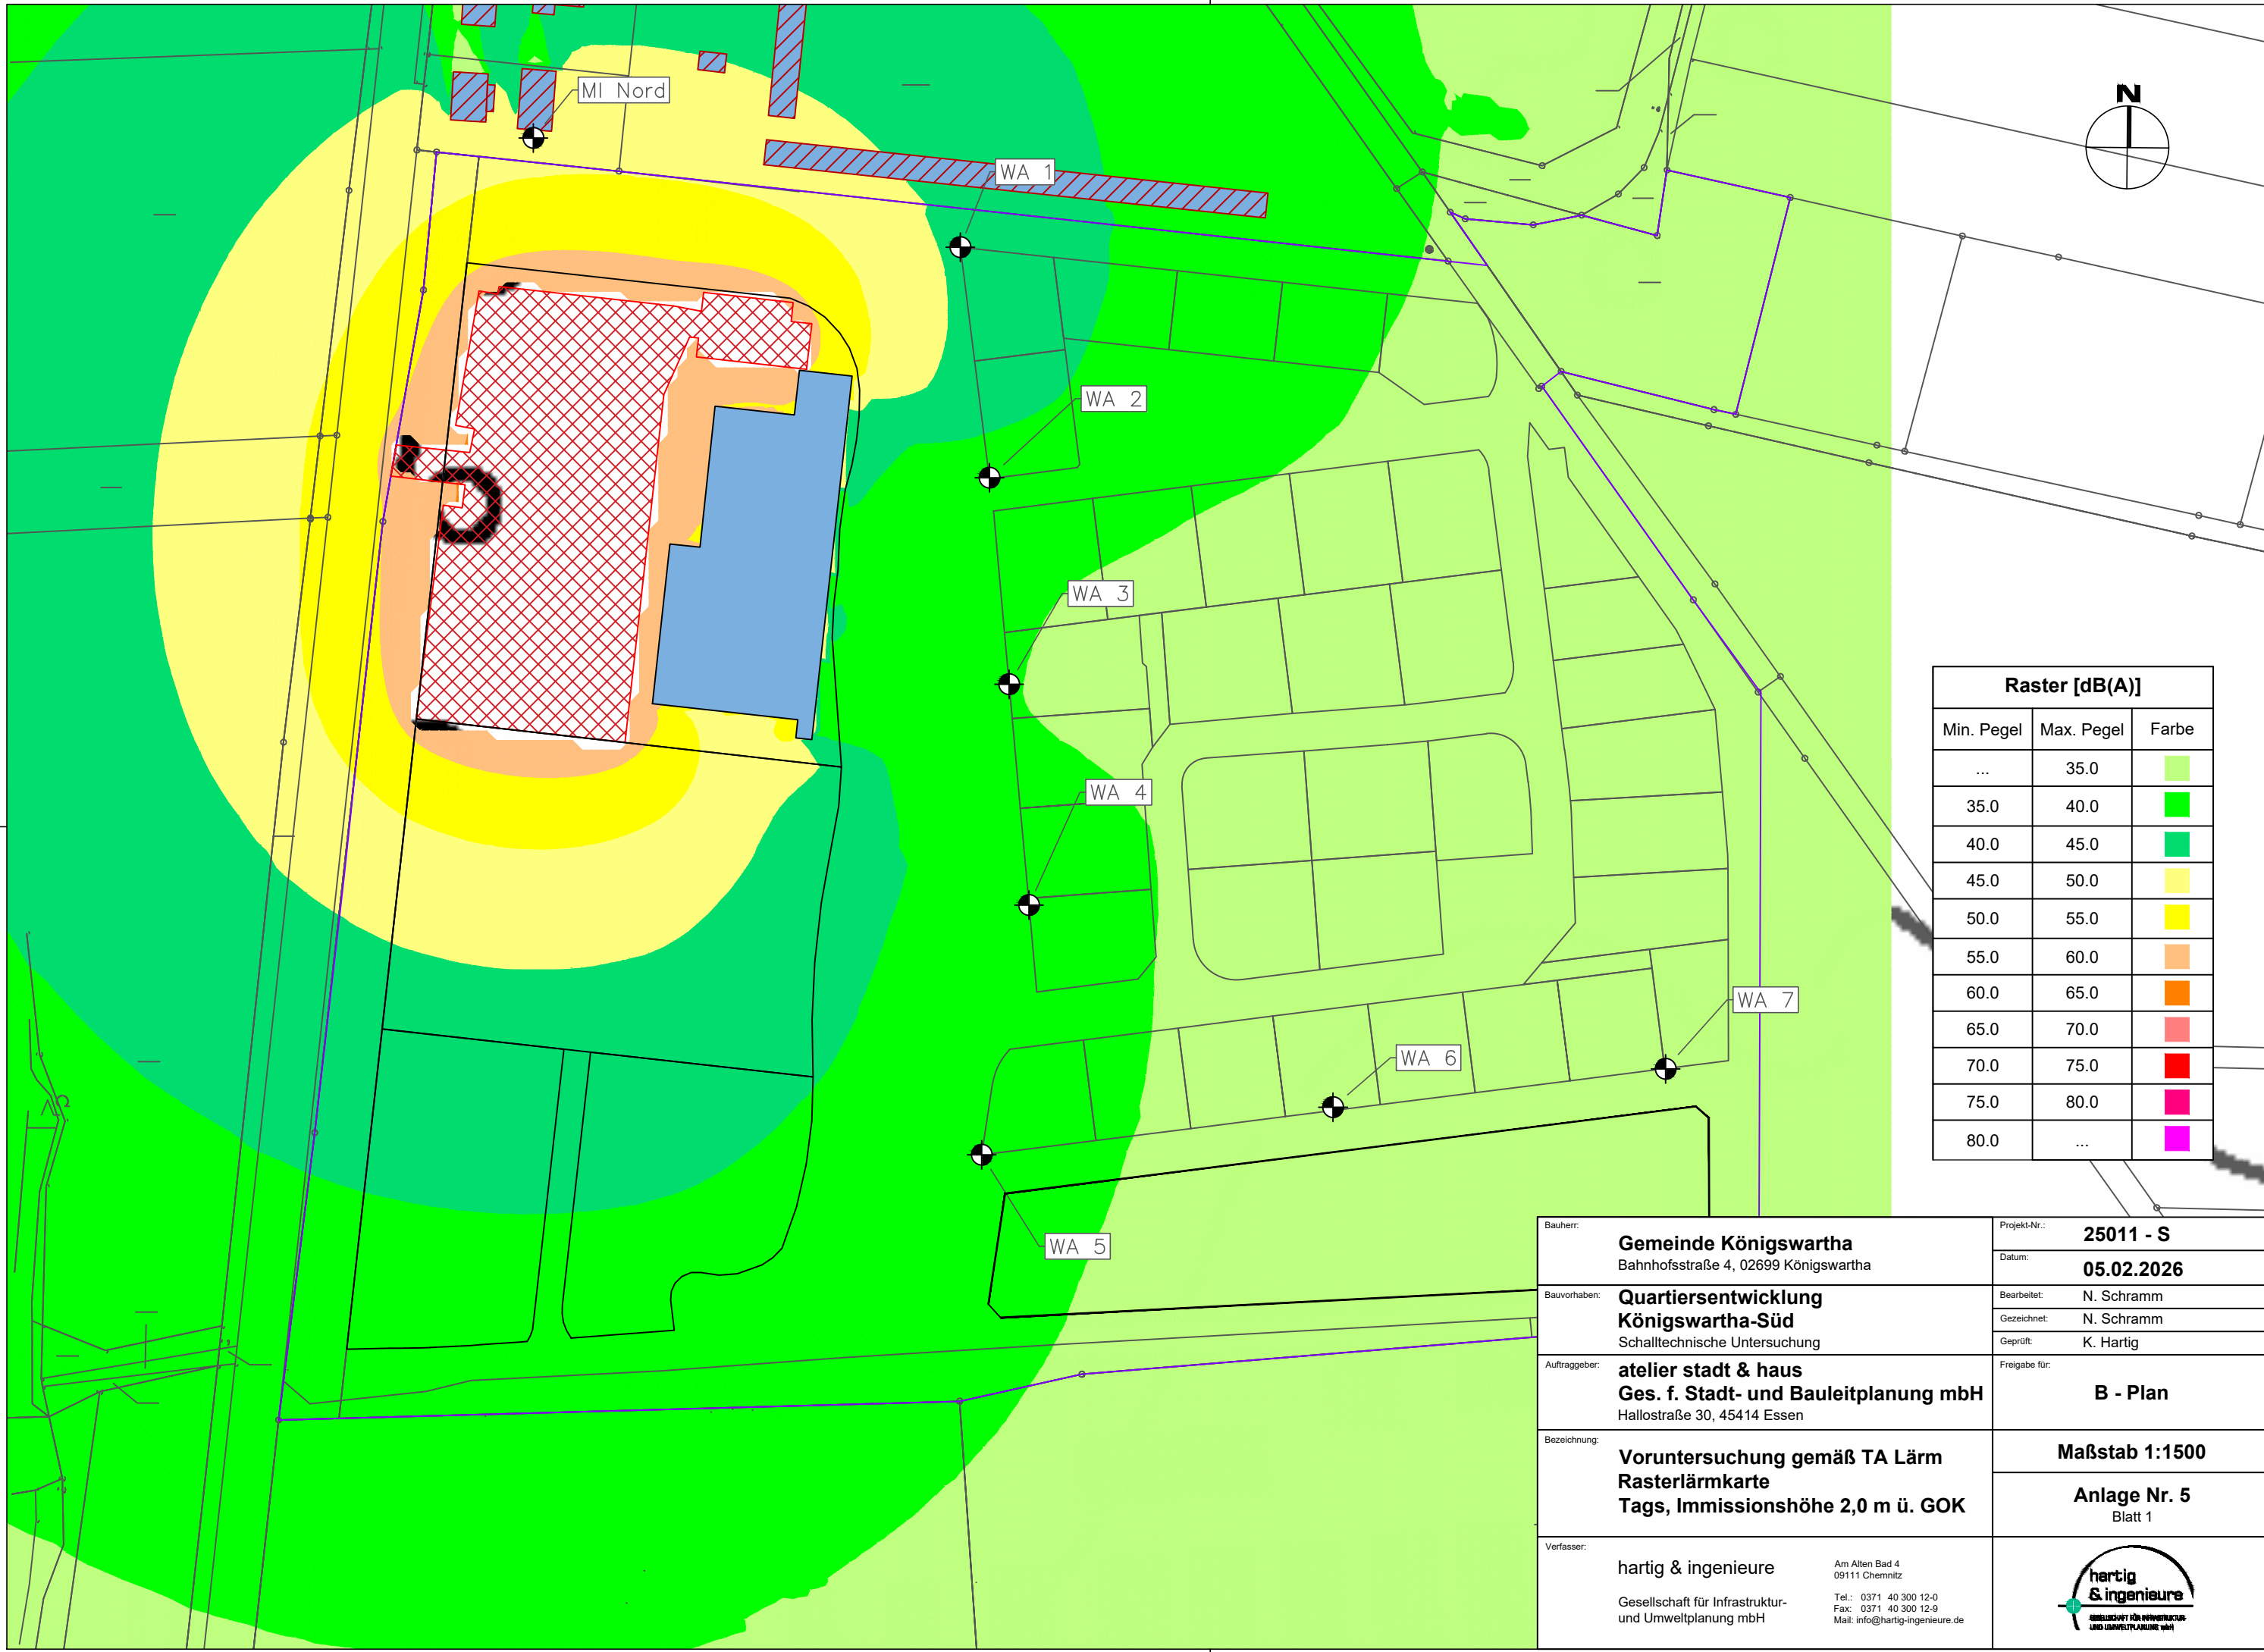 MI Nord
N
WA 1
WA 2
WA 3
WA 4
WA 7
WA 6
WA 5
Raster [dB(A)]
Min. Pegel Max. Pegel Farbe
... 35.0
35.0 40.0
40.0 45.0
45.0 50.0
50.0 55.0
55.0 60.0
60.0 65.0
65.0 70.0
70.0 75.0
75.0 80.0
80.0 ...
Bauherr:
Gemeinde Königswartha
Bahnhofsstraße 4, 02699 Königswartha
Projekt-Nr.:
25011 - S
Datum:
05.02.2026
Bauvorhaben:
Quartiersentwicklung
Königswartha-Süd
Schalltechnische Untersuchung
Bearbeitet: N. Schramm
Gezeichnet: N. Schramm
Geprüft: K. Hartig
Auftraggeber:
atelier stadt & haus
Ges. f. Stadt- und Bauleitplanung mbH
Hallostraße 30, 45414 Essen
Freigabe für:
B - Plan
Bezeichnung:
Voruntersuchung gemäß TA Lärm
Rasterlärmkarte
Tags, Immissionshöhe 2,0 m ü. GOK
Maßstab 1:1500
Anlage Nr. 5
Blatt 1
Verfasser:
hartig & ingenieure
Gesellschaft für Infrastruktur-
und Umweltplanung mbH
Am Alten Bad 4
09111 Chemnitz
Tel.: 0371 40 300 12-0
Fax: 0371 40 300 12-9
Mail: info@hartig-ingenieure.de
hartig
& ingenieure
GESELLSCHAFT FÜR INFRASTRUKTUR-
UND UMWELTPLANUNG mbH